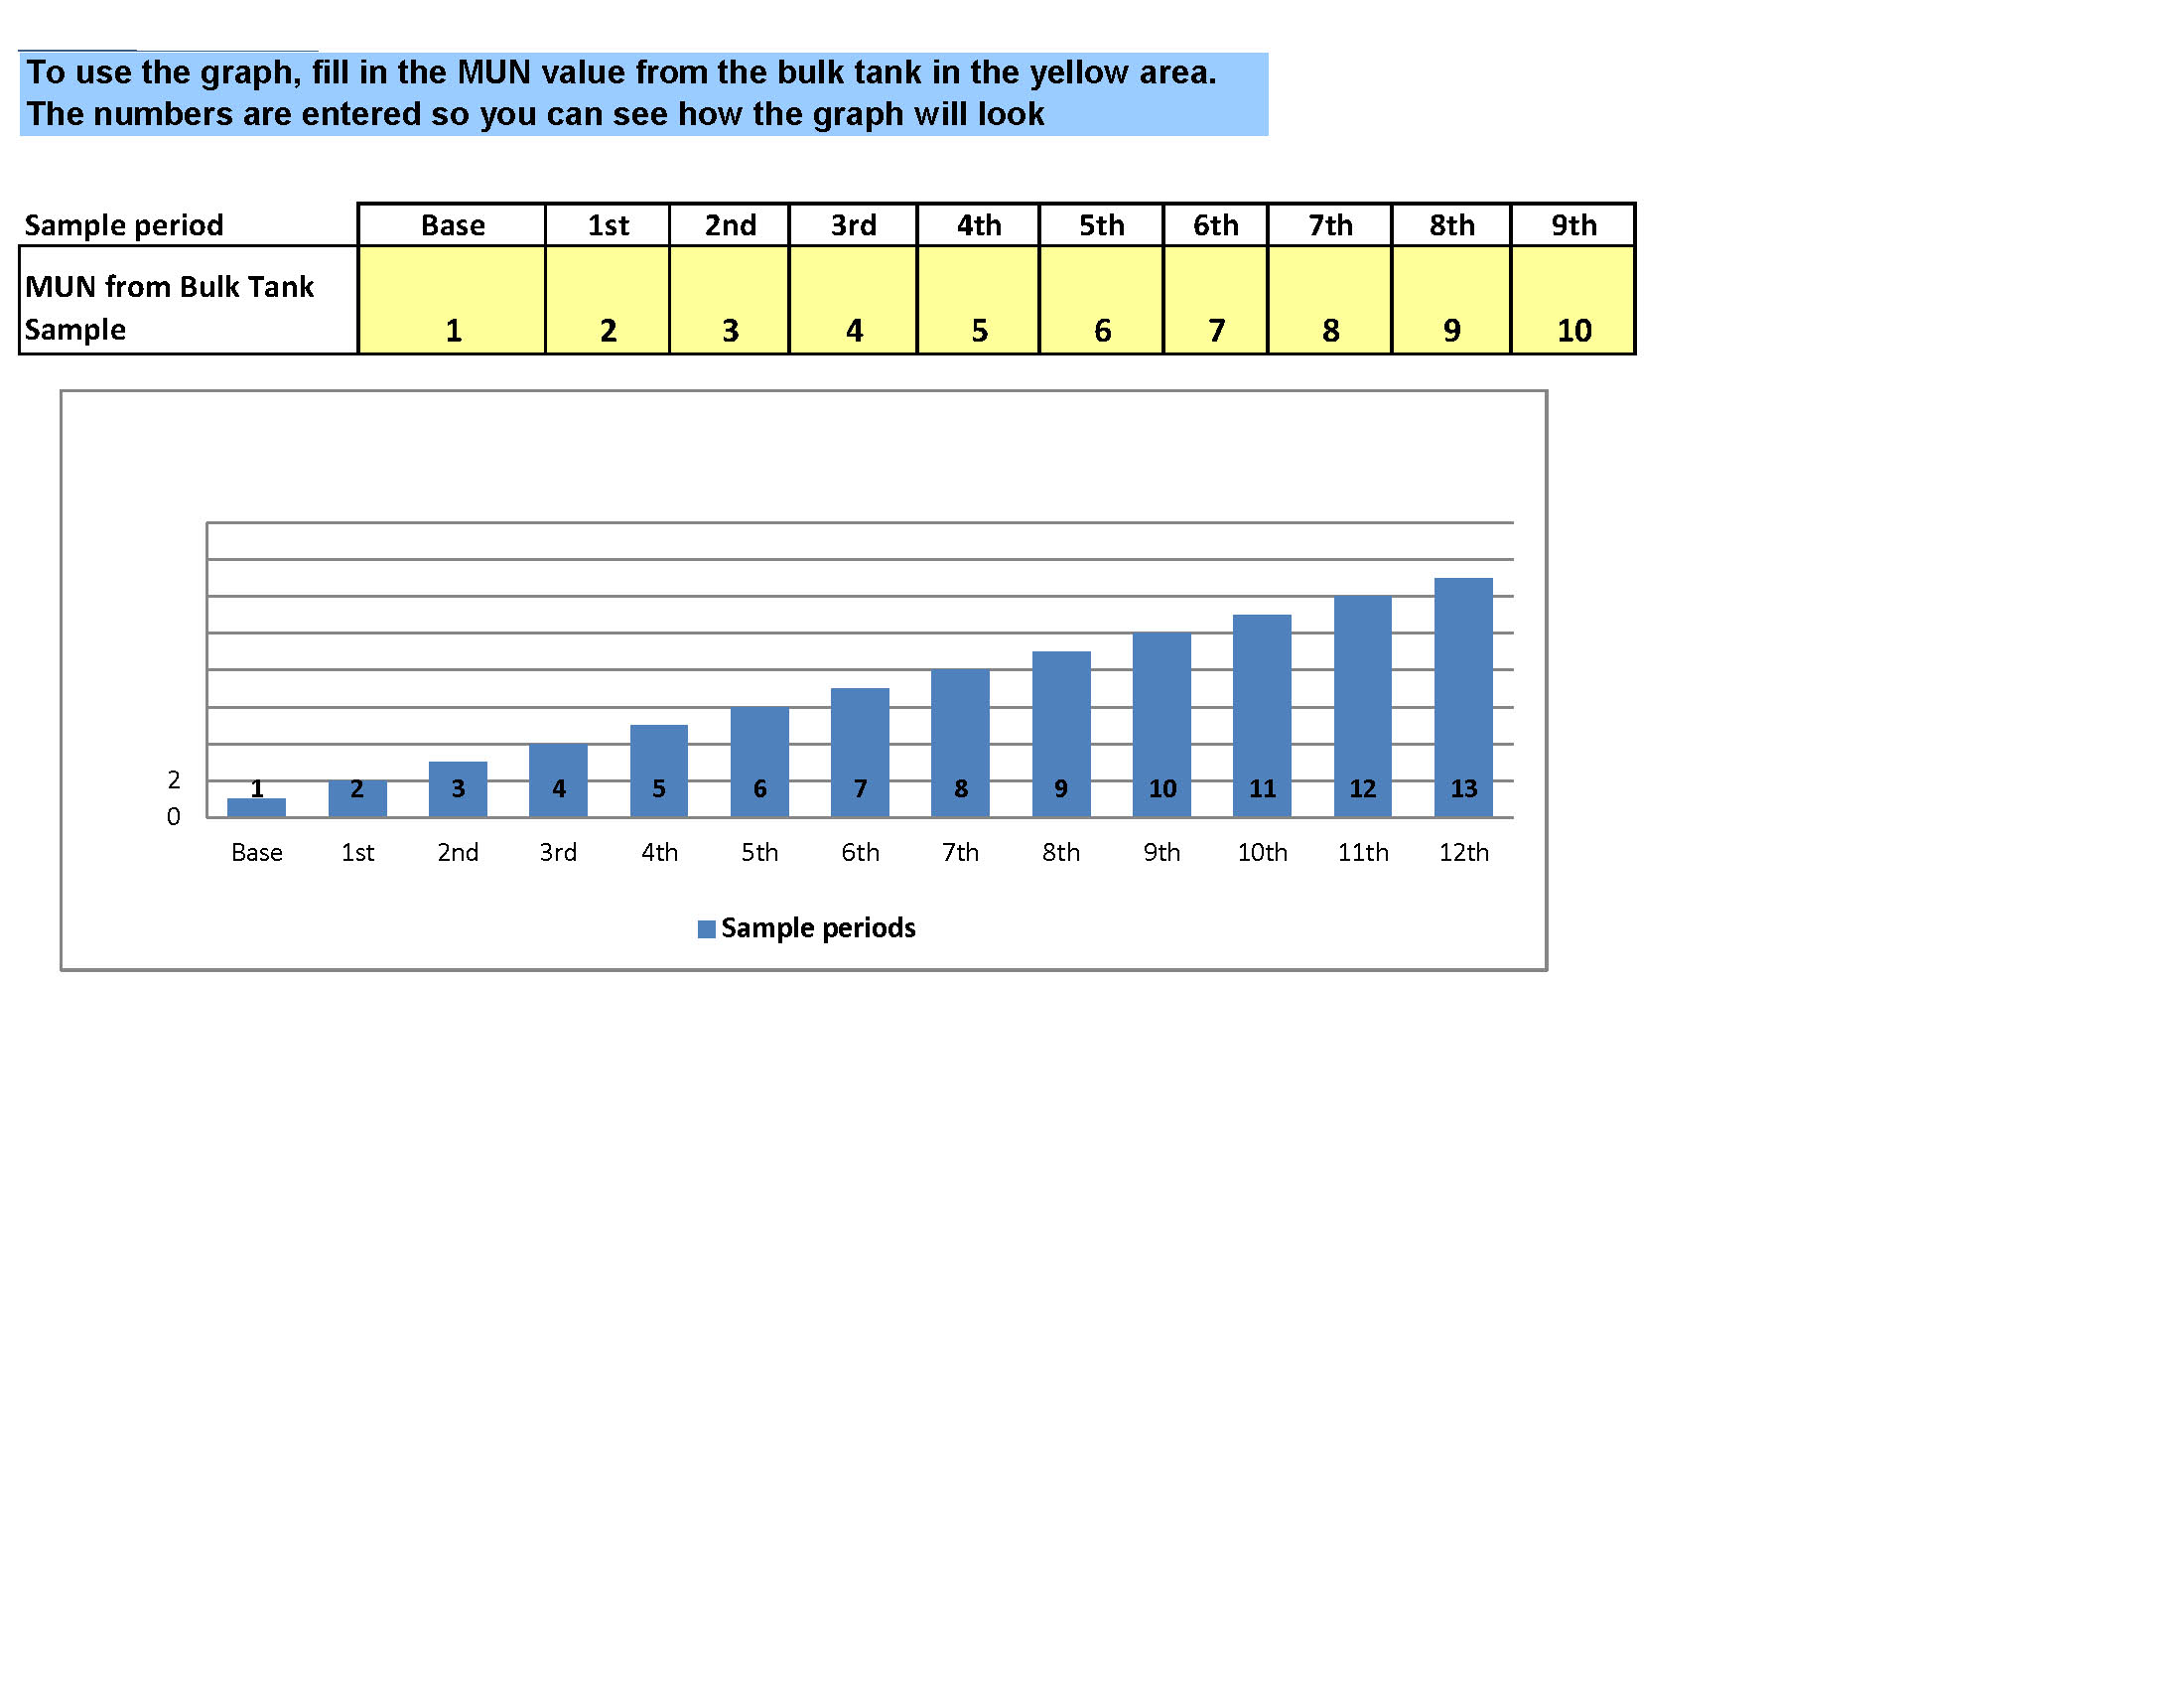 To use the graph, fill in the MUN value from the bulk tank in the yellow area.
The numbers are entered so you can see how the graph will look
Sample period Base 1st 2nd 3rd 4th 5th 6th 7th 8th 9th
MUN from Bulk Tank
Sample 1 2 3 4 5 6 7 8 9 10
2
1 2 3 4 5 6 7 8 9 10 11 12 13
0
Base 1st 2nd 3rd 4th 5th 6th 7th 8th 9th 10th 11th 12th
Sample periods